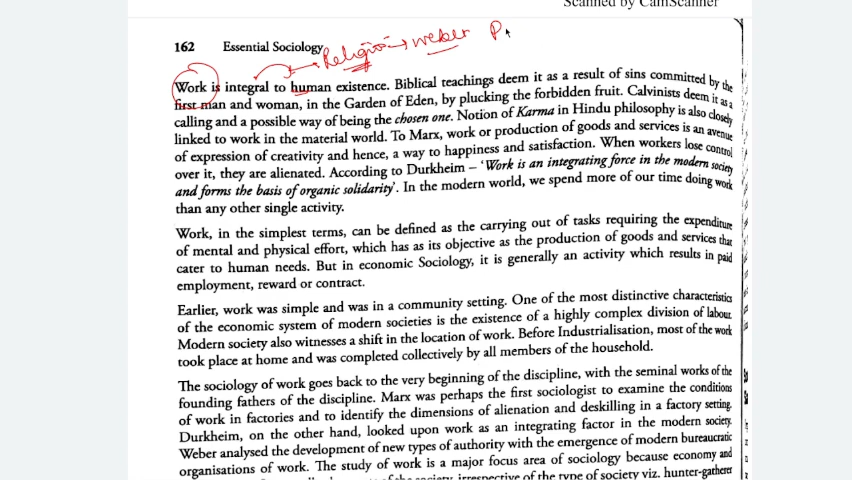 Scanned by CamScanner
Religion → weber P
162 Essential Sociology
Work is integral to human existence. Biblical teachings deem it as a result of sins committed by the
first man and woman, in the Garden of Eden, by plucking the forbidden fruit. Calvinists deem it as a
calling and a possible way of being the chosen one. Notion of Karma in Hindu philosophy is also closely
linked to work in the material world. To Marx, work or production of goods and services is an avenue
of expression of creativity and hence, a way to happiness and satisfaction. When workers lose control
over it, they are alienated. According to Durkheim – 'Work is an integrating force in the modern society
and forms the basis of organic solidarity'. In the modern world, we spend more of our time doing work
than any other single activity.
Work, in the simplest terms, can be defined as the carrying out of tasks requiring the expenditure
of mental and physical effort, which has as its objective as the production of goods and services that
cater to human needs. But in economic Sociology, it is generally an activity which results in paid
employment, reward or contract.
Earlier, work was simple and was in a community setting. One of the most distinctive characteristics
of the economic system of modern societies is the existence of a highly complex division of labour.
Modern society also witnesses a shift in the location of work. Before Industrialisation, most of the work
took place at home and was completed collectively by all members of the household.
The sociology of work goes back to the very beginning of the discipline, with the seminal works of the
founding fathers of the discipline. Marx was perhaps the first sociologist to examine the conditions
of work in factories and to identify the dimensions of alienation and deskilling in a factory setting.
Durkheim, on the other hand, looked upon work as an integrating factor in the modern society.
Weber analysed the development of new types of authority with the emergence of modern bureaucratic
organisations of work. The study of work is a major focus area of sociology because economy and
of the society irrespective of the type of society viz. hunter-gatherer